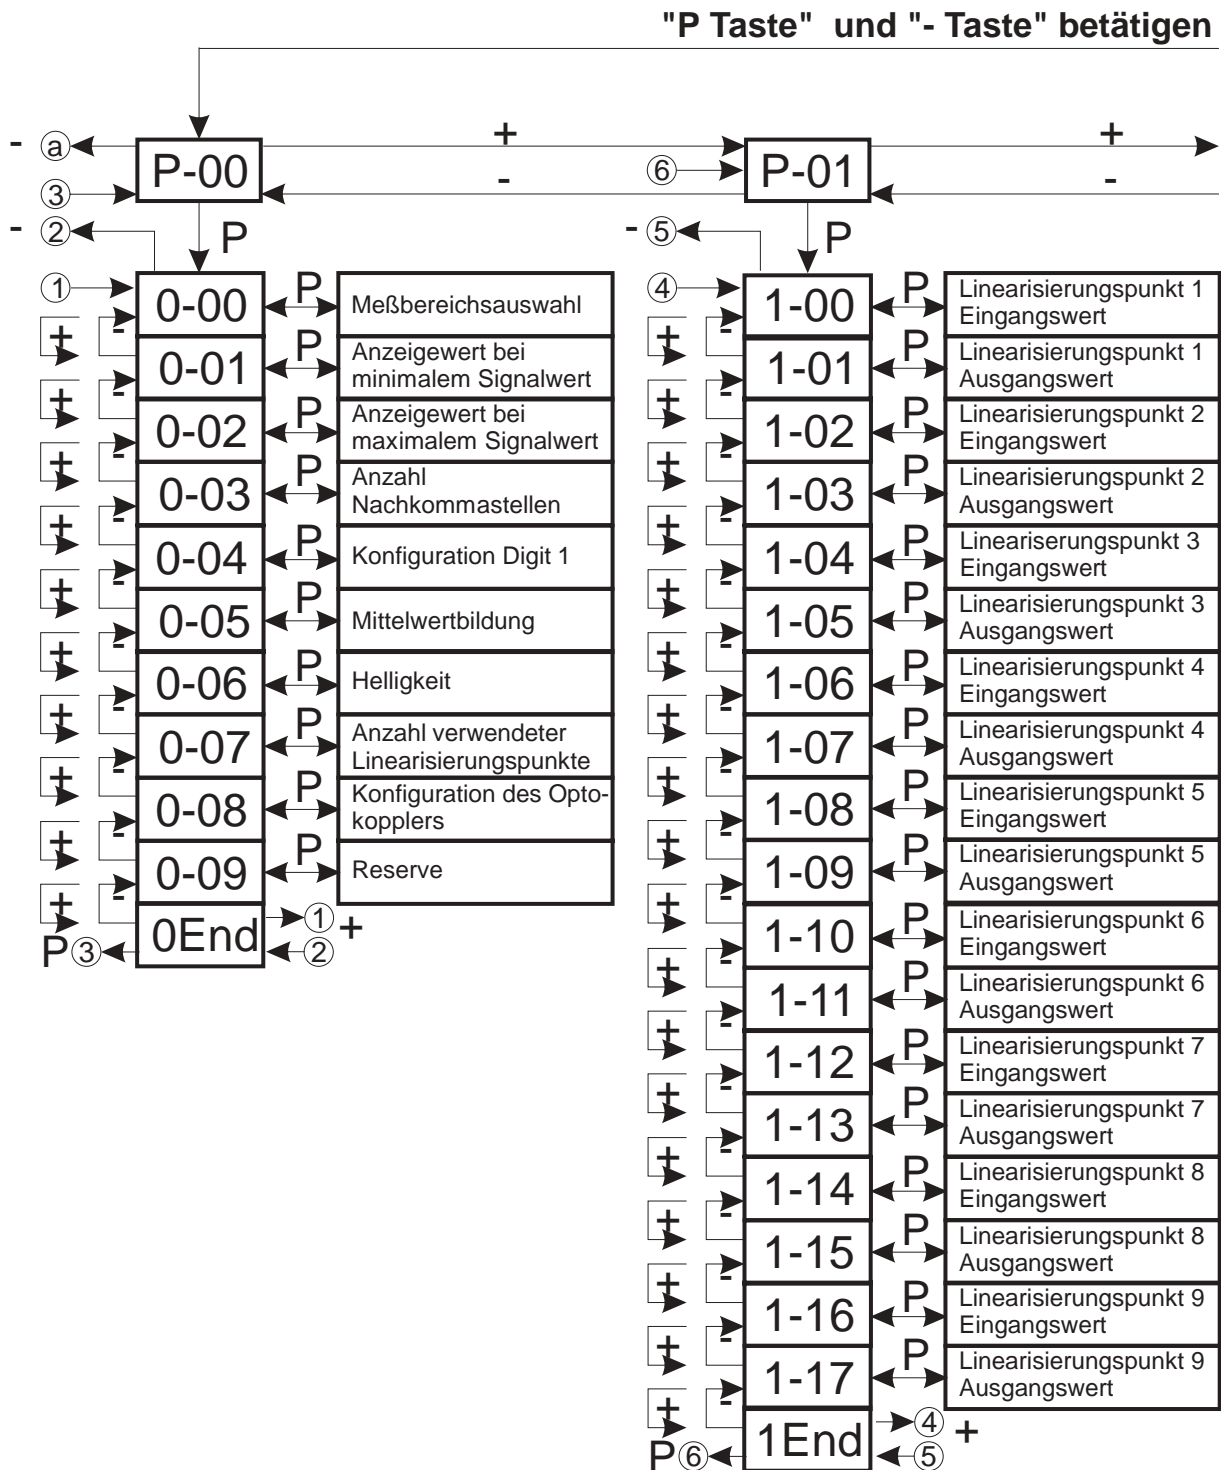 "P Taste" und "- Taste" betätigen
- a + +
P-00 6 P-01
3 - -
- 2 P - 5 P
1 0-00 P Meßbereichsauswahl
+ -
0-01 P Anzeigewert bei
minimalem Signalwert
+ -
0-02 P Anzeigewert bei
maximalem Signalwert
+ -
0-03 P Anzahl
Nachkommastellen
+ -
0-04 P Konfiguration Digit 1
+ -
0-05 P Mittelwertbildung
+ -
0-06 P Helligkeit
+ -
0-07 P Anzahl verwendeter
Linearisierungspunkte
+ -
0-08 P Konfiguration des Opto-
kopplers
+ -
0-09 P Reserve
+ -
0End 1 +
P 3 2
4 1-00 P Linearisierungspunkt 1
Eingangswert
+ -
1-01 P Linearisierungspunkt 1
Ausgangswert
+ -
1-02 P Linearisierungspunkt 2
Eingangswert
+ -
1-03 P Linearisierungspunkt 2
Ausgangswert
+ -
1-04 P Lineariserungspunkt 3
Eingangswert
+ -
1-05 P Linearisierungspunkt 3
Ausgangswert
+ -
1-06 P Linearisierungspunkt 4
Eingangswert
+ -
1-07 P Linearisierungspunkt 4
Ausgangswert
+ -
1-08 P Linearisierungspunkt 5
Eingangswert
+ -
1-09 P Linearisierungspunkt 5
Ausgangswert
+ -
1-10 P Linearisierungspunkt 6
Eingangswert
+ -
1-11 P Linearisierungspunkt 6
Ausgangswert
+ -
1-12 P Linearisierungspunkt 7
Eingangswert
+ -
1-13 P Linearisierungspunkt 7
Ausgangswert
+ -
1-14 P Linearisierungspunkt 8
Eingangswert
+ -
1-15 P Linearisierungspunkt 8
Ausgangswert
+ -
1-16 P Linearisierungspunkt 9
Eingangswert
+ -
1-17 P Linearisierungspunkt 9
Ausgangswert
+ -
1End 4 +
P 6 5